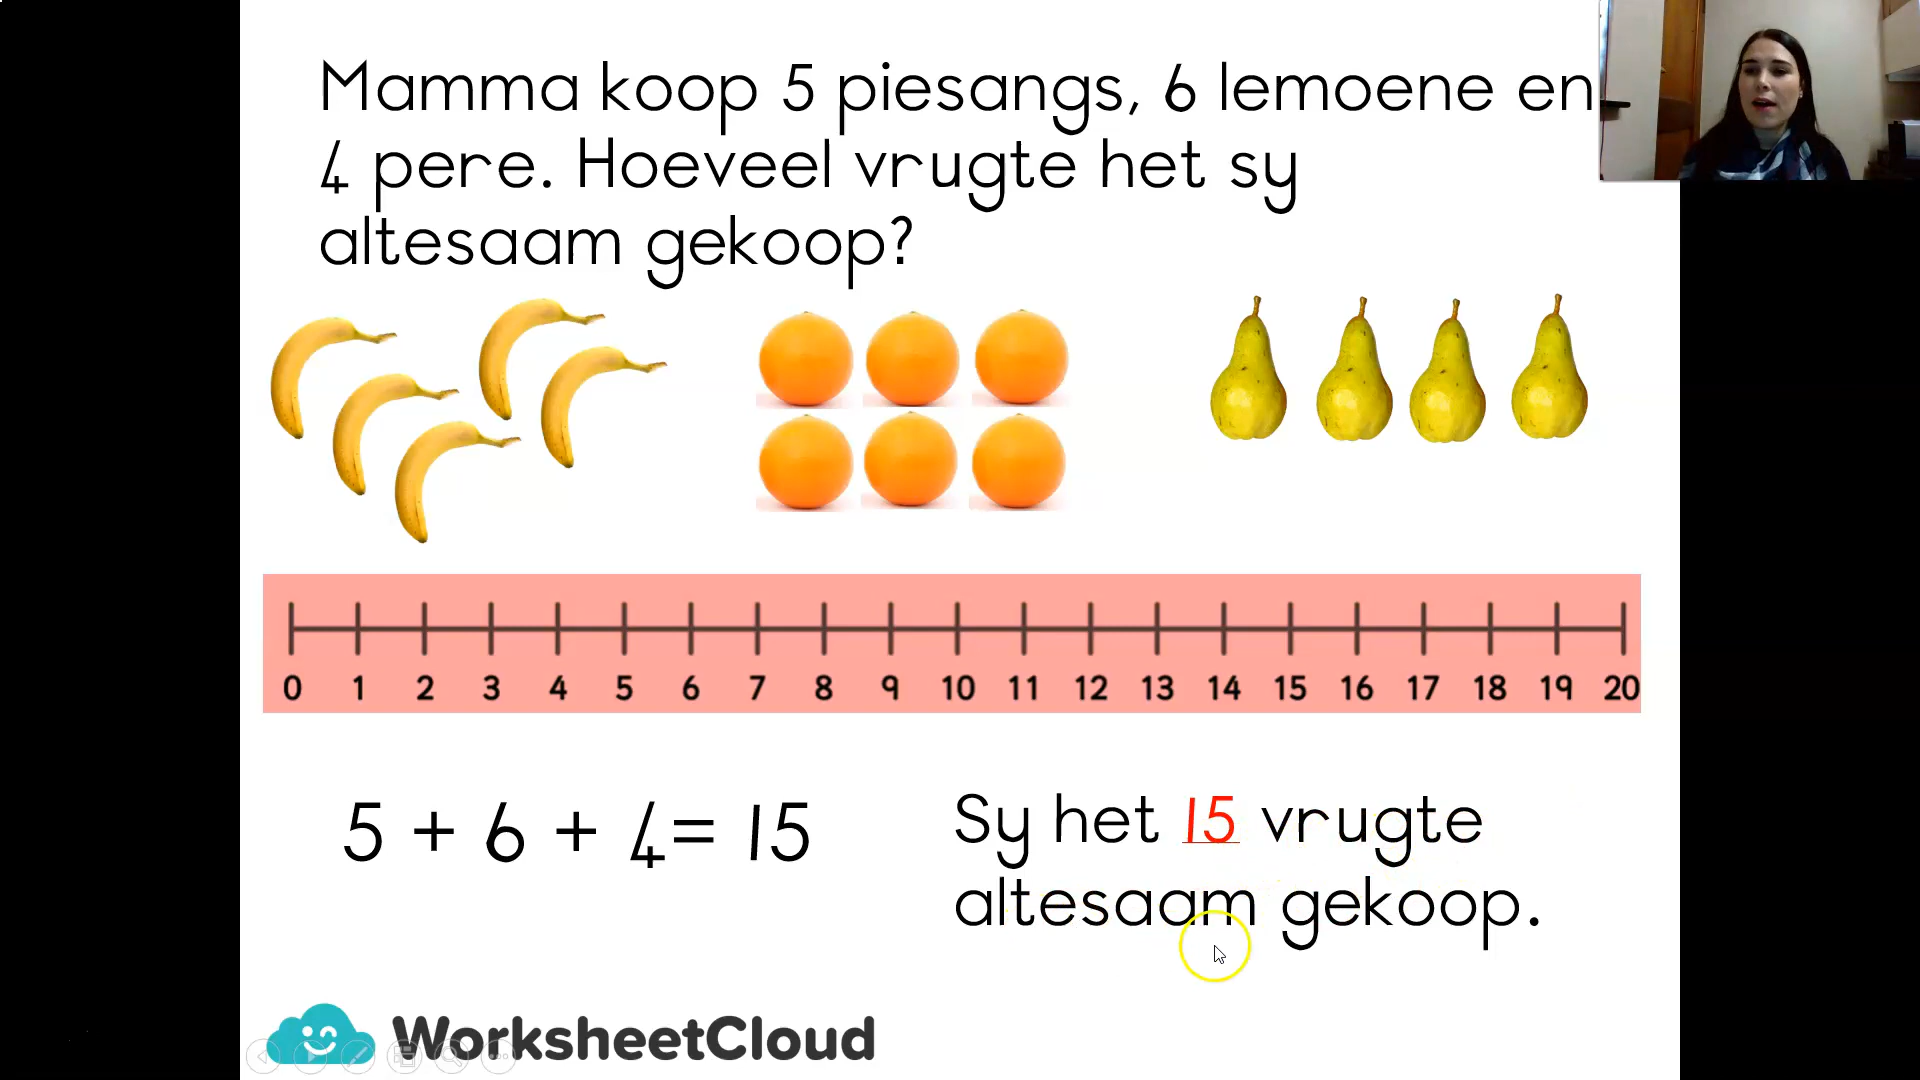 Mamma koop 5 piesangs, 6 lemoene en
4 pere. Hoeveel vrugte het sy
altesaam gekoop?
0 1 2 3 4 5 6 7 8 9 10 11 12 13 14 15 16 17 18 19 20
5 + 6 + 4= 15
Sy het 15 vrugte
altesaam gekoop.
WorksheetCloud